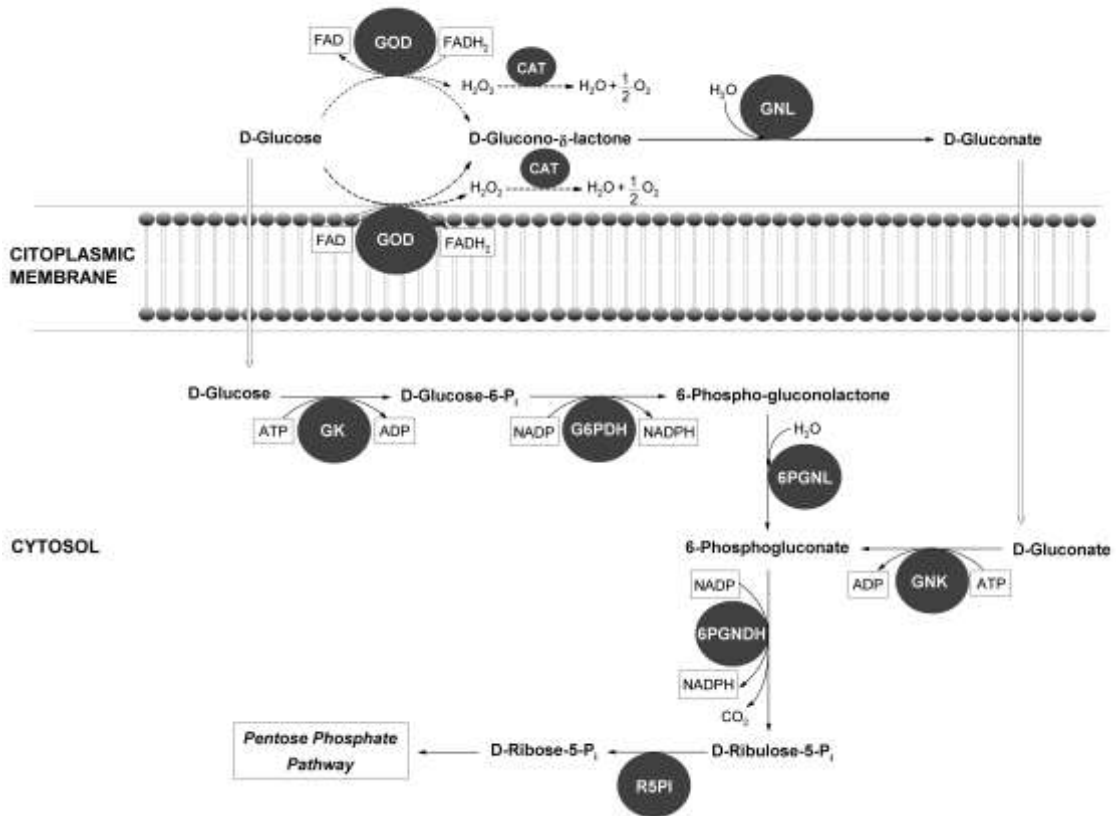 FAD
GOD
FADH₂
CAT
H₂O₂
H₂O + 1/2 O₂
H₂O
GNL
D-Glucose
D-Glucono-δ-lactone
D-Gluconate
CAT
H₂O₂
H₂O + 1/2 O₂
FAD
GOD
FADH₂
CITOPLASMIC
MEMBRANE
D-Glucose
D-Glucose-6-Pᵢ
6-Phospho-gluconolactone
ATP
GK
ADP
NADP
G6PDH
NADPH
H₂O
6PGNL
CYTOSOL
6-Phosphogluconate
D-Gluconate
ADP
GNK
ATP
NADP
6PGNDH
NADPH
CO₂
Pentose Phosphate
Pathway
D-Ribose-5-Pᵢ
D-Ribulose-5-Pᵢ
R5PI